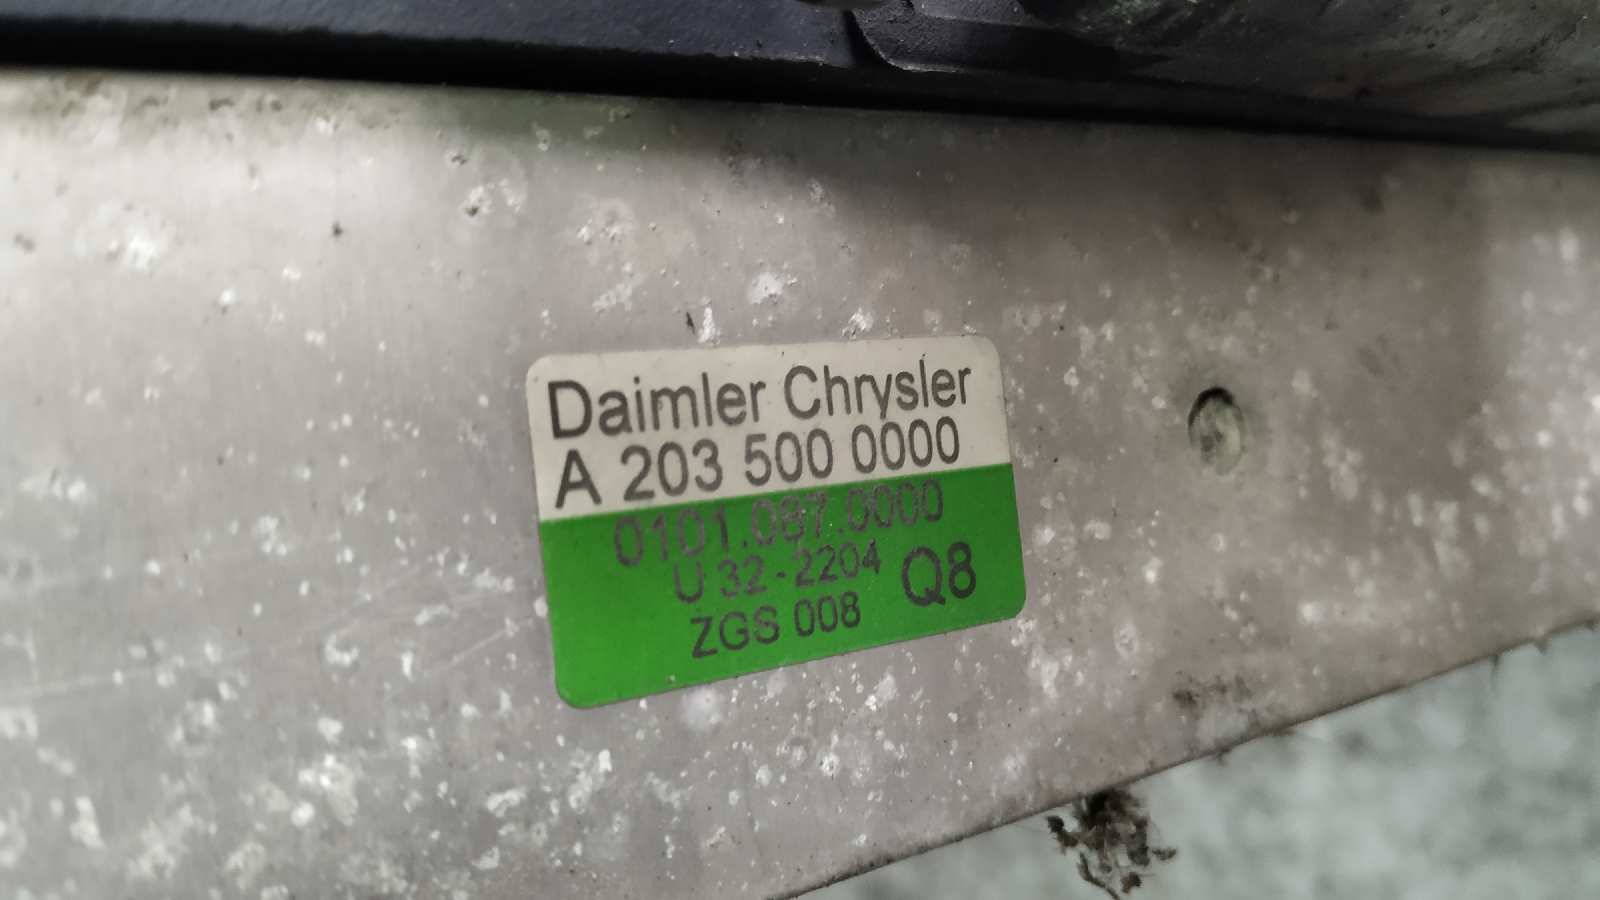 Daimler Chrysler
A 203 500 0000
0101.087.0000
U 32-2204 Q8
ZGS 008